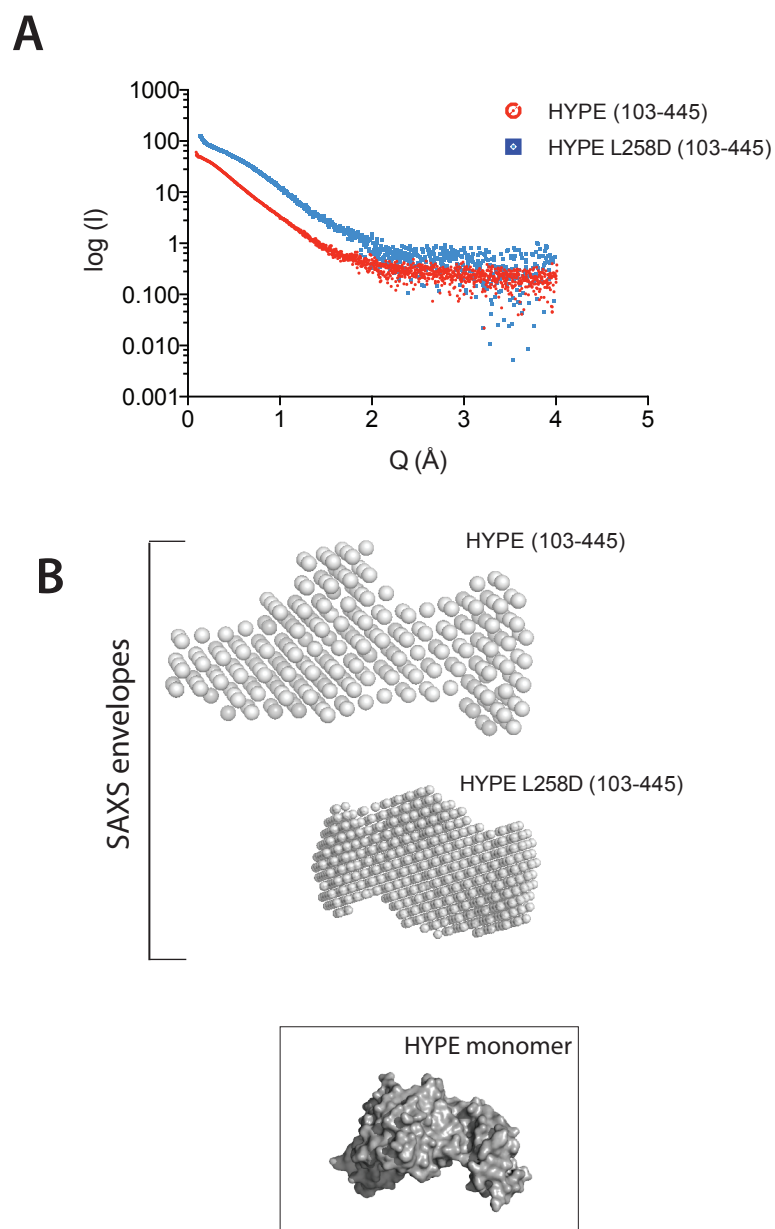 A
1000
100
10
1
0.100
0.010
0.001
log (I)
0
1
2
3
4
5
Q (Å)
HYPE (103-445)
HYPE L258D (103-445)
B
SAXS envelopes
HYPE (103-445)
HYPE L258D (103-445)
HYPE monomer